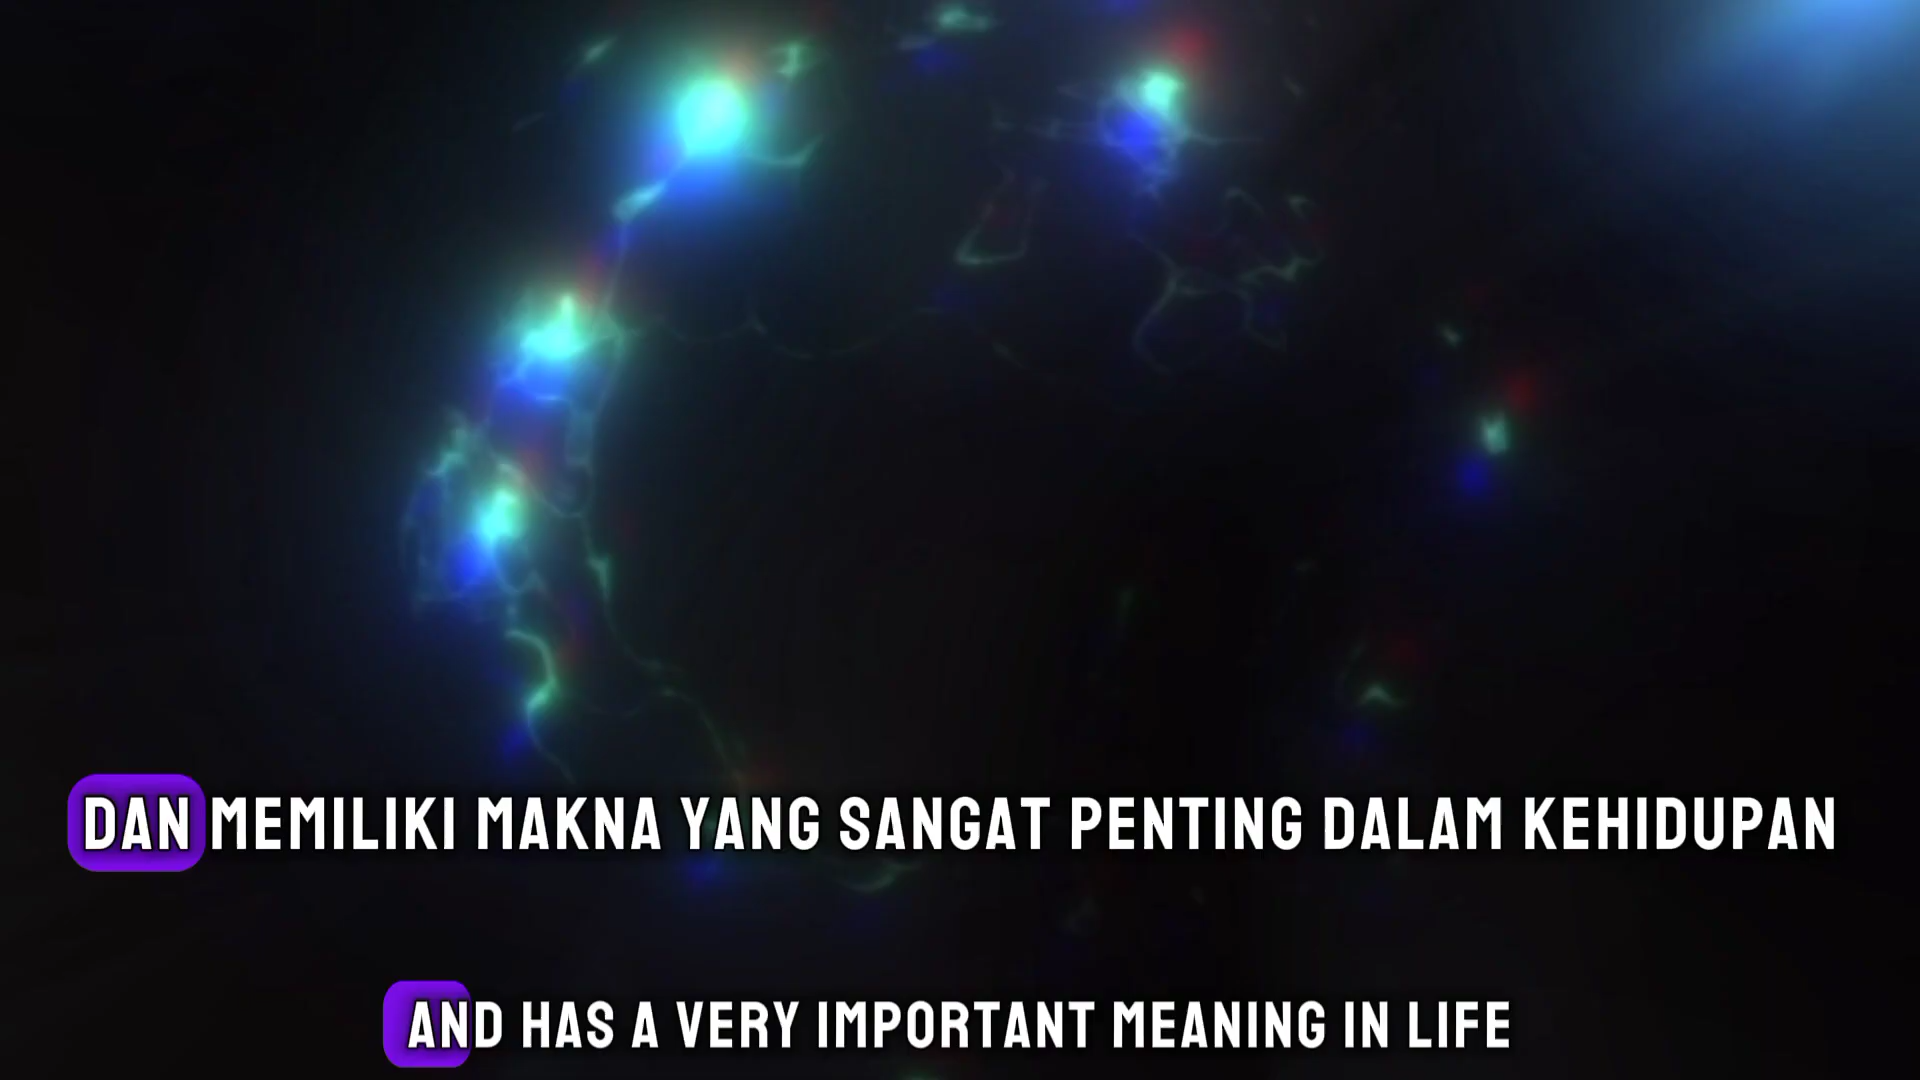 DAN MEMILIKI MAKNA YANG SANGAT PENTING DALAM KEHIDUPAN
AND HAS A VERY IMPORTANT MEANING IN LIFE